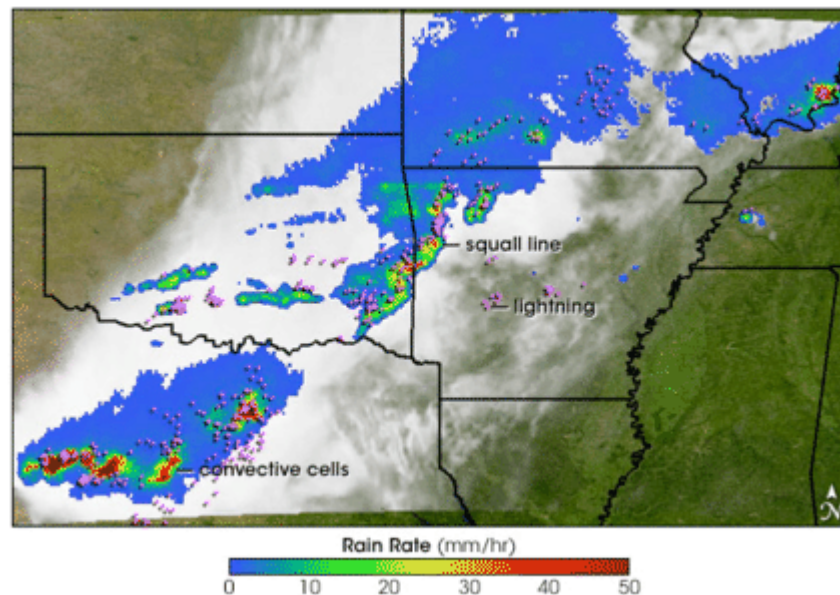 squall line
lightning
convective cells
N
Rain Rate (mm/hr)
0 10 20 30 40 50